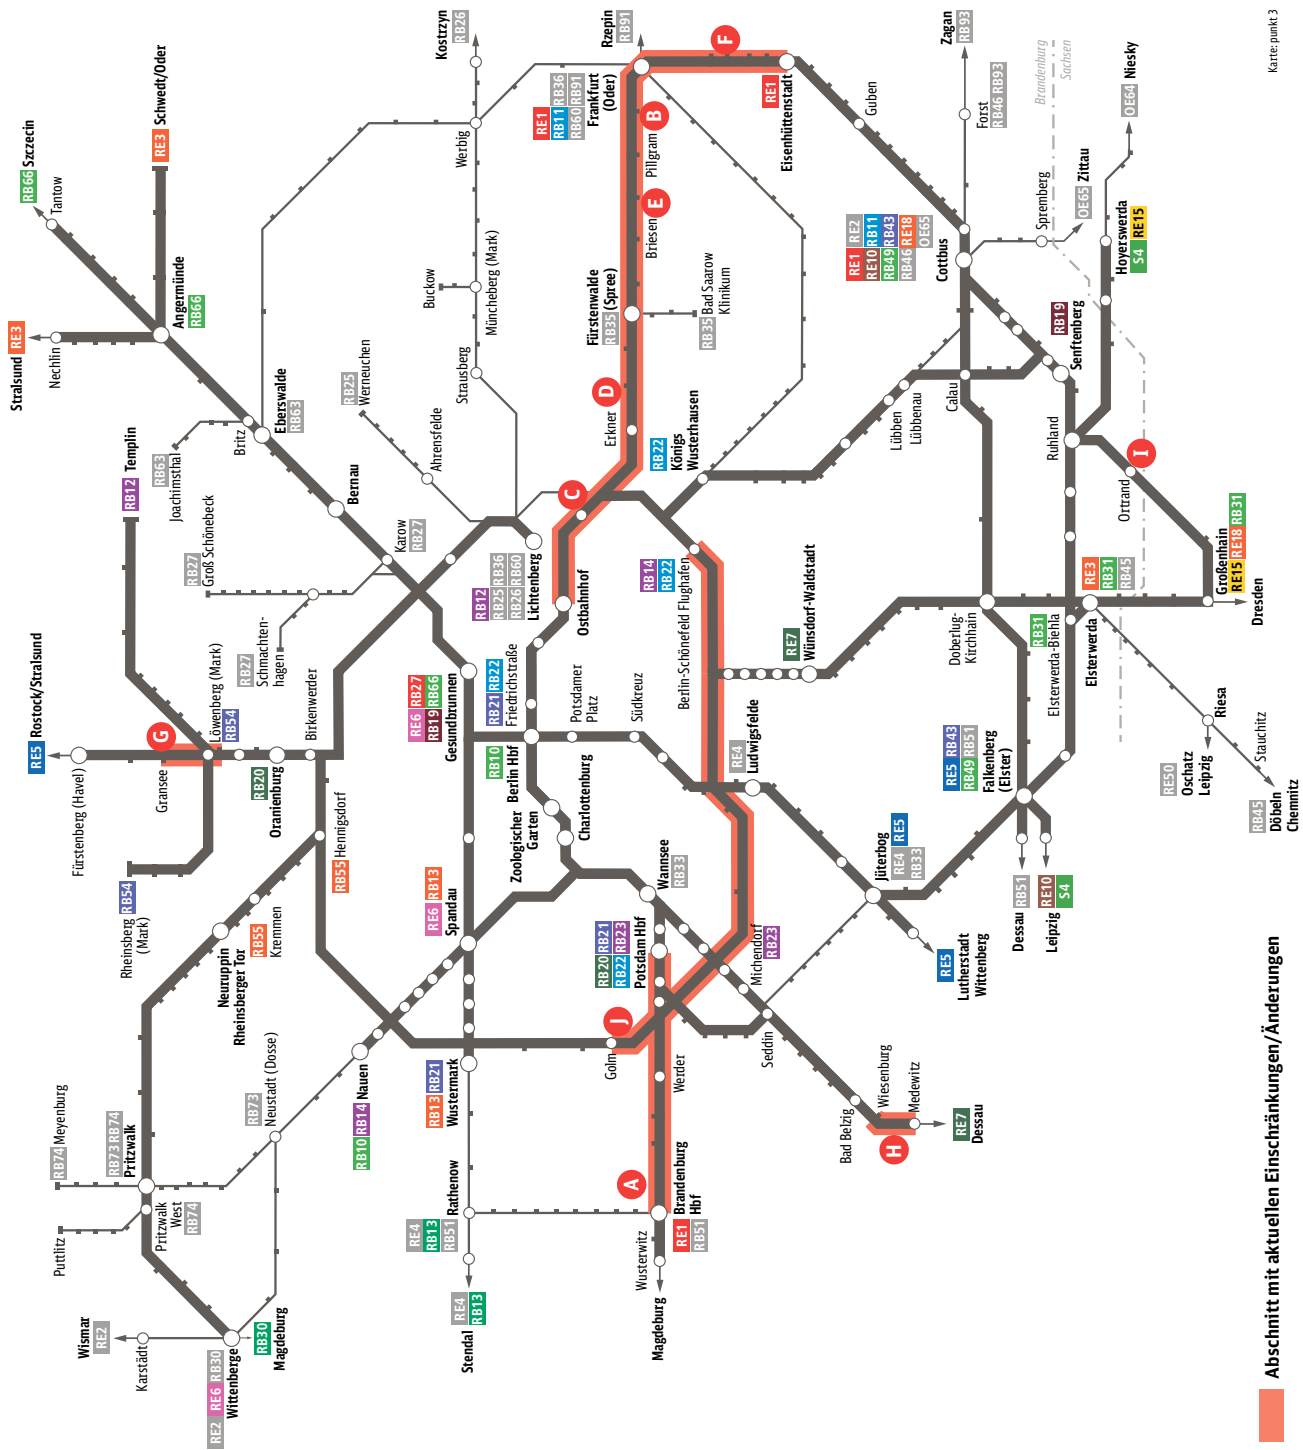 Wismar
RE2
Karstädt
RE2 RE6 RB30
Wittenberge
RB30
Magdeburg
Puttlitz
RB74 Meyenburg
RB73 RB74
Pritzwalk
Pritzwalk
West
RB74
RB73
Neustadt (Dosse)
Neuruppin
Rheinsberger Tor
RB55
Kremmen
Rheinsberg
(Mark)
RB54
RE5 Rostock/Stralsund
Fürstenberg (Havel)
Gransee
G
Löwenberg (Mark)
RB54
RB20
Oranienburg
Birkenwerder
RB55 Hennigsdorf
RB12 Templin
RB27
Groß Schönebeck
RB27
Schmachten-
hagen
Karow
RB27
RB63
Joachimsthal
Britz
Eberswalde
RB63
Bernau
Stralsund RE3
Nechlin
Angermünde
RB66
RB66 Szczecin
Tantow
RE3 Schwedt/Oder
Nauen
RB10 RB14
RB13 RB21
Wustermark
RE6 RB13
Spandau
Rathenow
RE4
RB13
RB51
RE4
RB13
Stendal
RE6 RB27
RB19 RB66
Gesundbrunnen
RB21 RB22
Friedrichstraße
RB10
Berlin Hbf
Zoologischer
Garten
Charlottenburg
Potsdamer
Platz
Südkreuz
RB12
RB25 RB36
RB26 RB60
Lichtenberg
Ostbahnhof
RB25
Werneuchen
Ahrensfelde
Strausberg
Buckow
Müncheberg (Mark)
Werbig
Kostrzyn
RB26
Rzepin
RB91
RE1
RB11 RB36
RB60 RB91
Frankfurt
(Oder)
B
Pillgram
E
Briesen
Fürstenwalde
RB35 (Spree)
RB35 Bad Saarow
Klinikum
D
Erkner
C
F
RE1
Eisenhüttenstadt
Guben
RB22
Königs
Wusterhausen
RB14
RB22
Berlin-Schönefeld Flughafen
RE7
Wünsdorf-Waldstadt
RE4
Ludwigsfelde
Wannsee
RB33
RB20 RB21
RB22 RB23
Potsdam Hbf
Michendorf
RB23
J
Golm
Werder
A
Brandenburg
Hbf
RE1
RB51
Wusterwitz
Magdeburg
Seddin
Bad Belzig
Wiesenburg
Medewitz
H
RE7
Dessau
Jüterbog
RE4 RE5
RB33
RE5
Lutherstadt
Wittenberg
RE5 RB43
RB49 RB51
Falkenberg
(Elster)
Dessau RB51
Leipzig
RE10
S4
Doberlug-
Kirchhain
RB31
Elsterwerda-Biehla
RE3
RB31
RB45
Elsterwerda
Riesa
RE50
Oschatz
Leipzig
Stauchitz
RB45
Döbeln
Chemnitz
Großenhain
RE15 RE18 RB31
Dresden
Ortrand
I
Ruhland
RB19
Senftenberg
Calau
Lübben
Lübbenau
RE1 RE2
RE10 RB11
RB49 RB43
RB46 RE18
OE65
Cottbus
Forst
RB46 RB93
Zagan
RB93
Spremberg
OE65
Zittau
Hoyerswerda
S4 RE15
OE64
Niesky
Brandenburg
Sachsen
Karte: punkt 3
Abschnitt mit aktuellen Einschränkungen/Änderungen